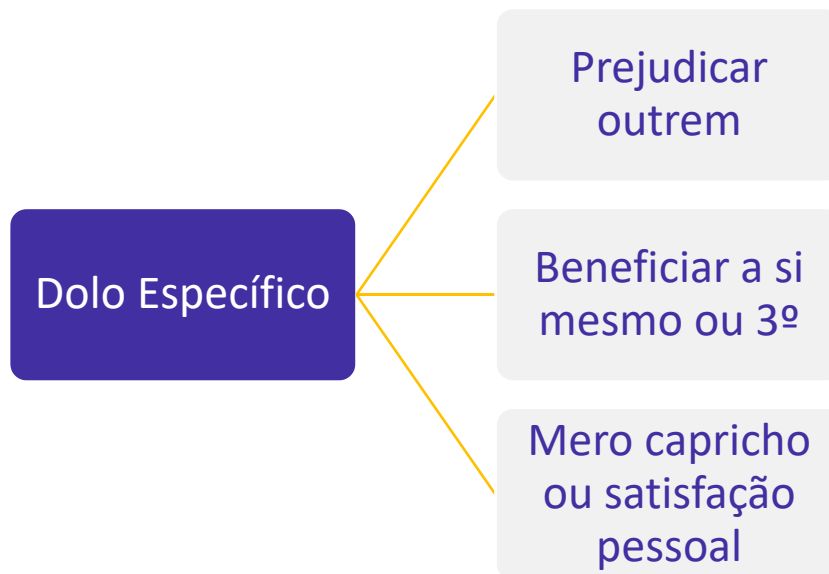 Dolo Específico
Prejudicar
outrem
Beneficiar a si
mesmo ou 3º
Mero capricho
ou satisfação
pessoal